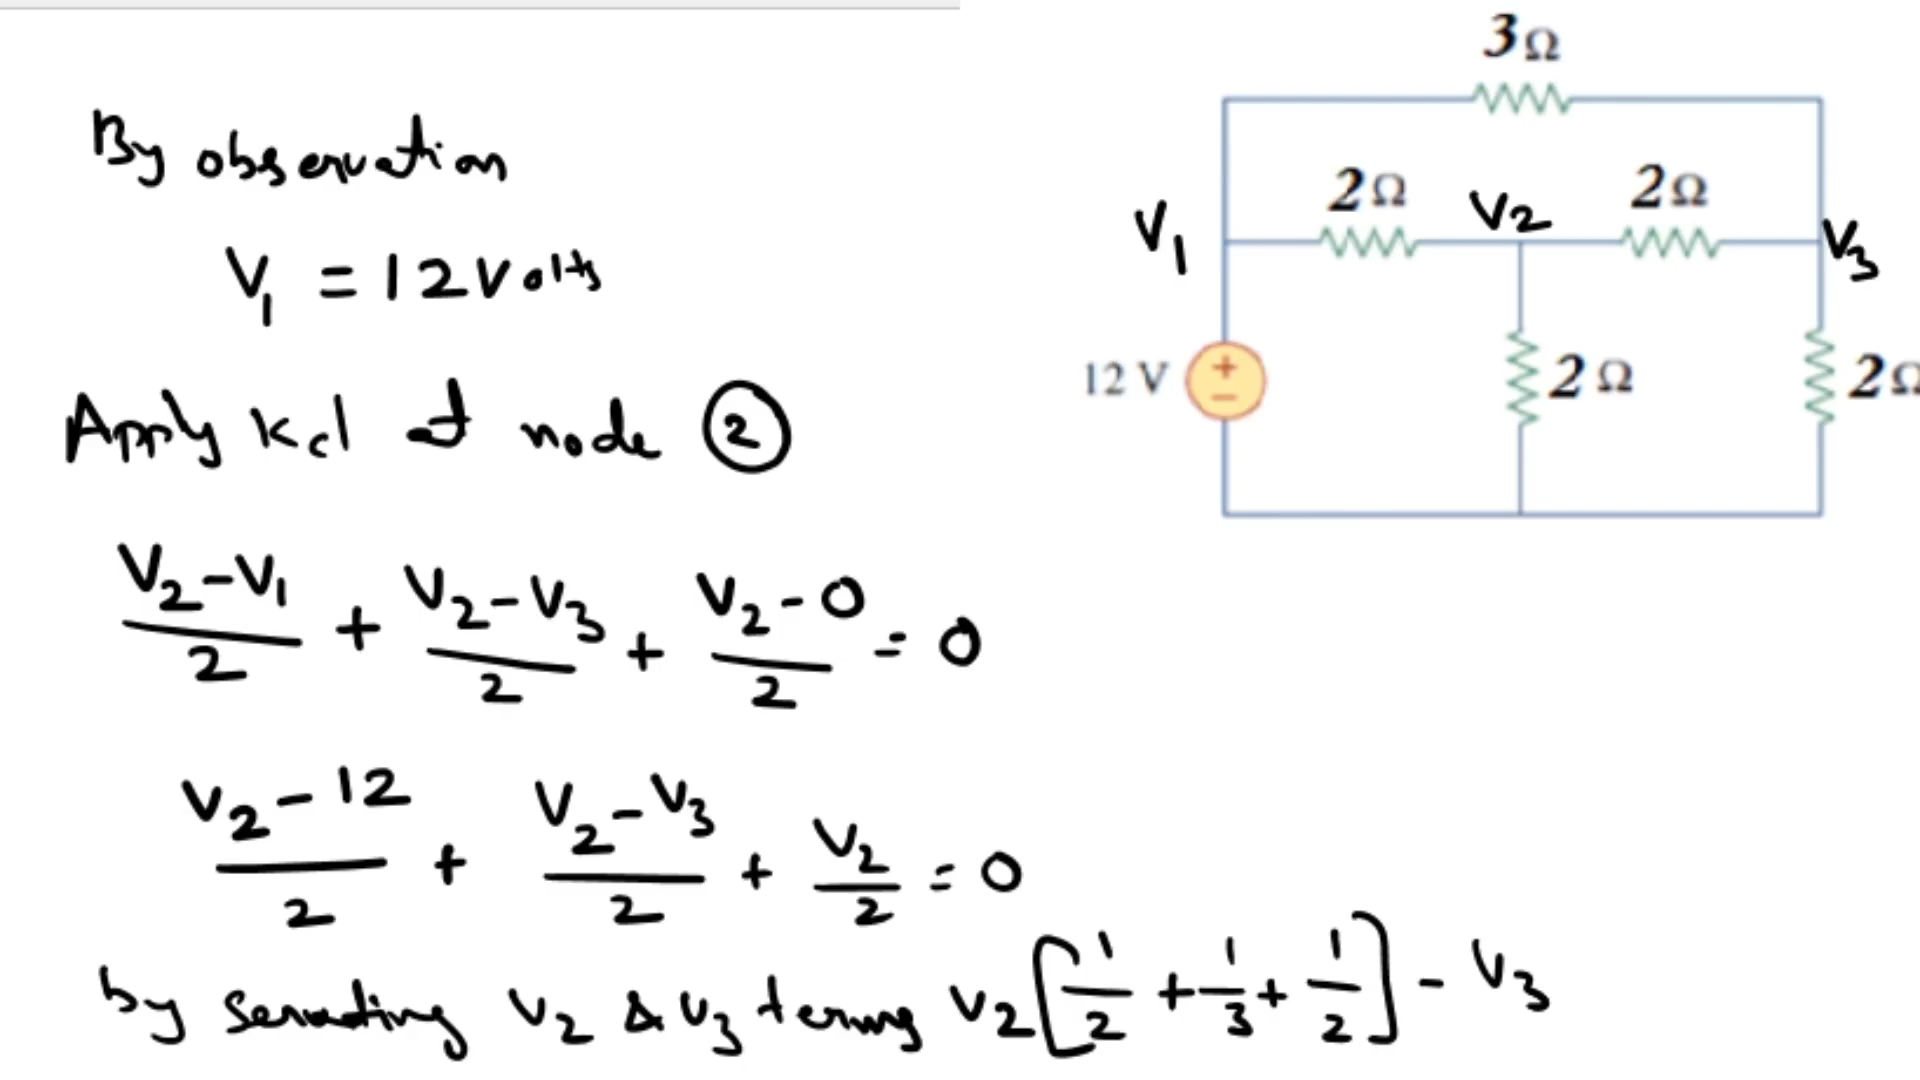 3Ω
By observation
2Ω V2 2Ω
V1 V3
V1 = 12 Volts
12 V + − 2Ω 2Ω
Apply Kcl at node ②
(V2-V1)/2 + (V2-V3)/2 + (V2-0)/2 = 0
(V2-12)/2 + (V2-V3)/2 + V2/2 = 0
by V2 & V3 terms V2[1/2 + 1/3 + 1/2] - V3